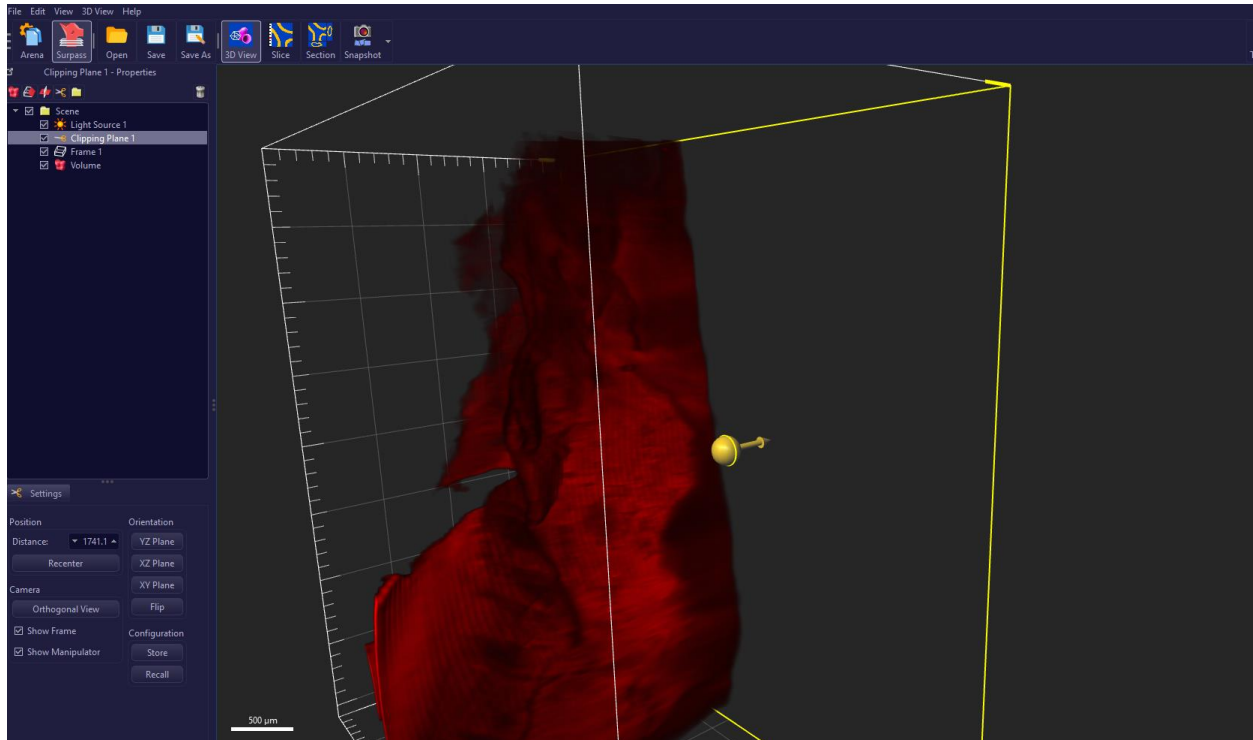 File Edit View 3D View Help
Arena Surpass Open Save Save As 3D View Slice Section Snapshot
Clipping Plane 1 - Properties
Scene
Light Source 1
Clipping Plane 1
Frame 1
Volume
Settings
Position Orientation
Distance: 1741.1 YZ Plane
Recenter XZ Plane
Camera XY Plane
Orthogonal View Flip
Show Frame Configuration
Show Manipulator Store
Recall
500 µm